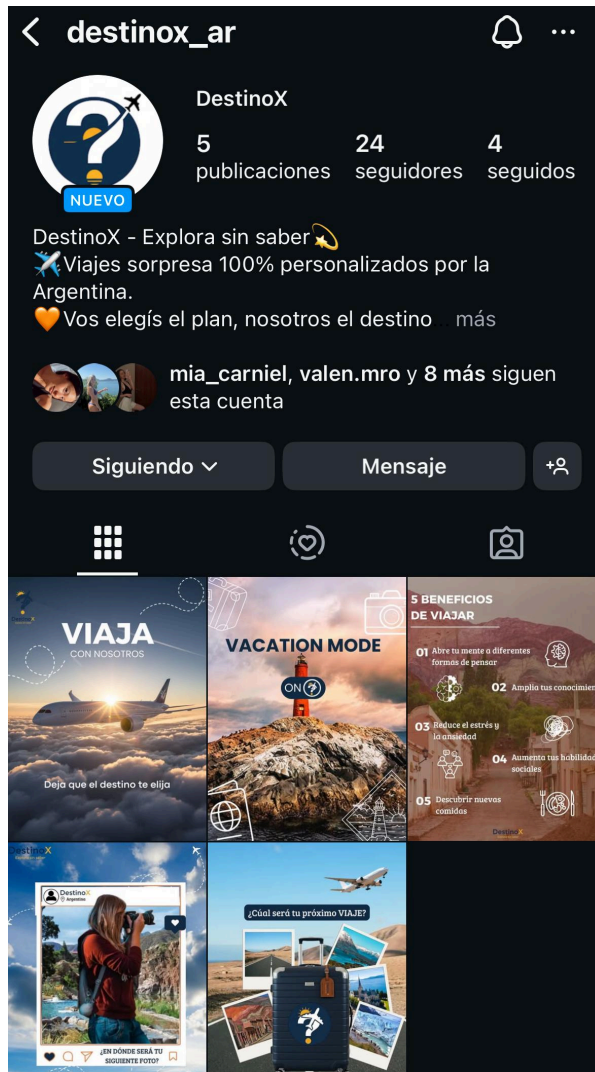 destinox_ar
DestinoX
5
publicaciones
24
seguidores
4
seguidos
NUEVO
DestinoX - Explora sin saber💫
✈️Viajes sorpresa 100% personalizados por la
Argentina.
🧡Vos elegís el plan, nosotros el destino... más
mia_carniel, valen.mro y 8 más siguen
esta cuenta
Siguiendo
Mensaje
VIAJA
CON NOSOTROS
Deja que el destino te elija
VACATION MODE
ON
5 BENEFICIOS
DE VIAJAR
01 Abre tu mente a diferentes
formas de pensar
02 Amplia tus conocimien
03 Reduce el estrés y
la ansiedad
04 Aumenta tus habilidad
sociales
05 Descubrir nuevas
comidas
DestinoX
DestinoX
DestinoX
Argentina
¿EN DÓNDE SERÁ TU
SIGUIENTE FOTO?
¿Cúal será tu próximo VIAJE?